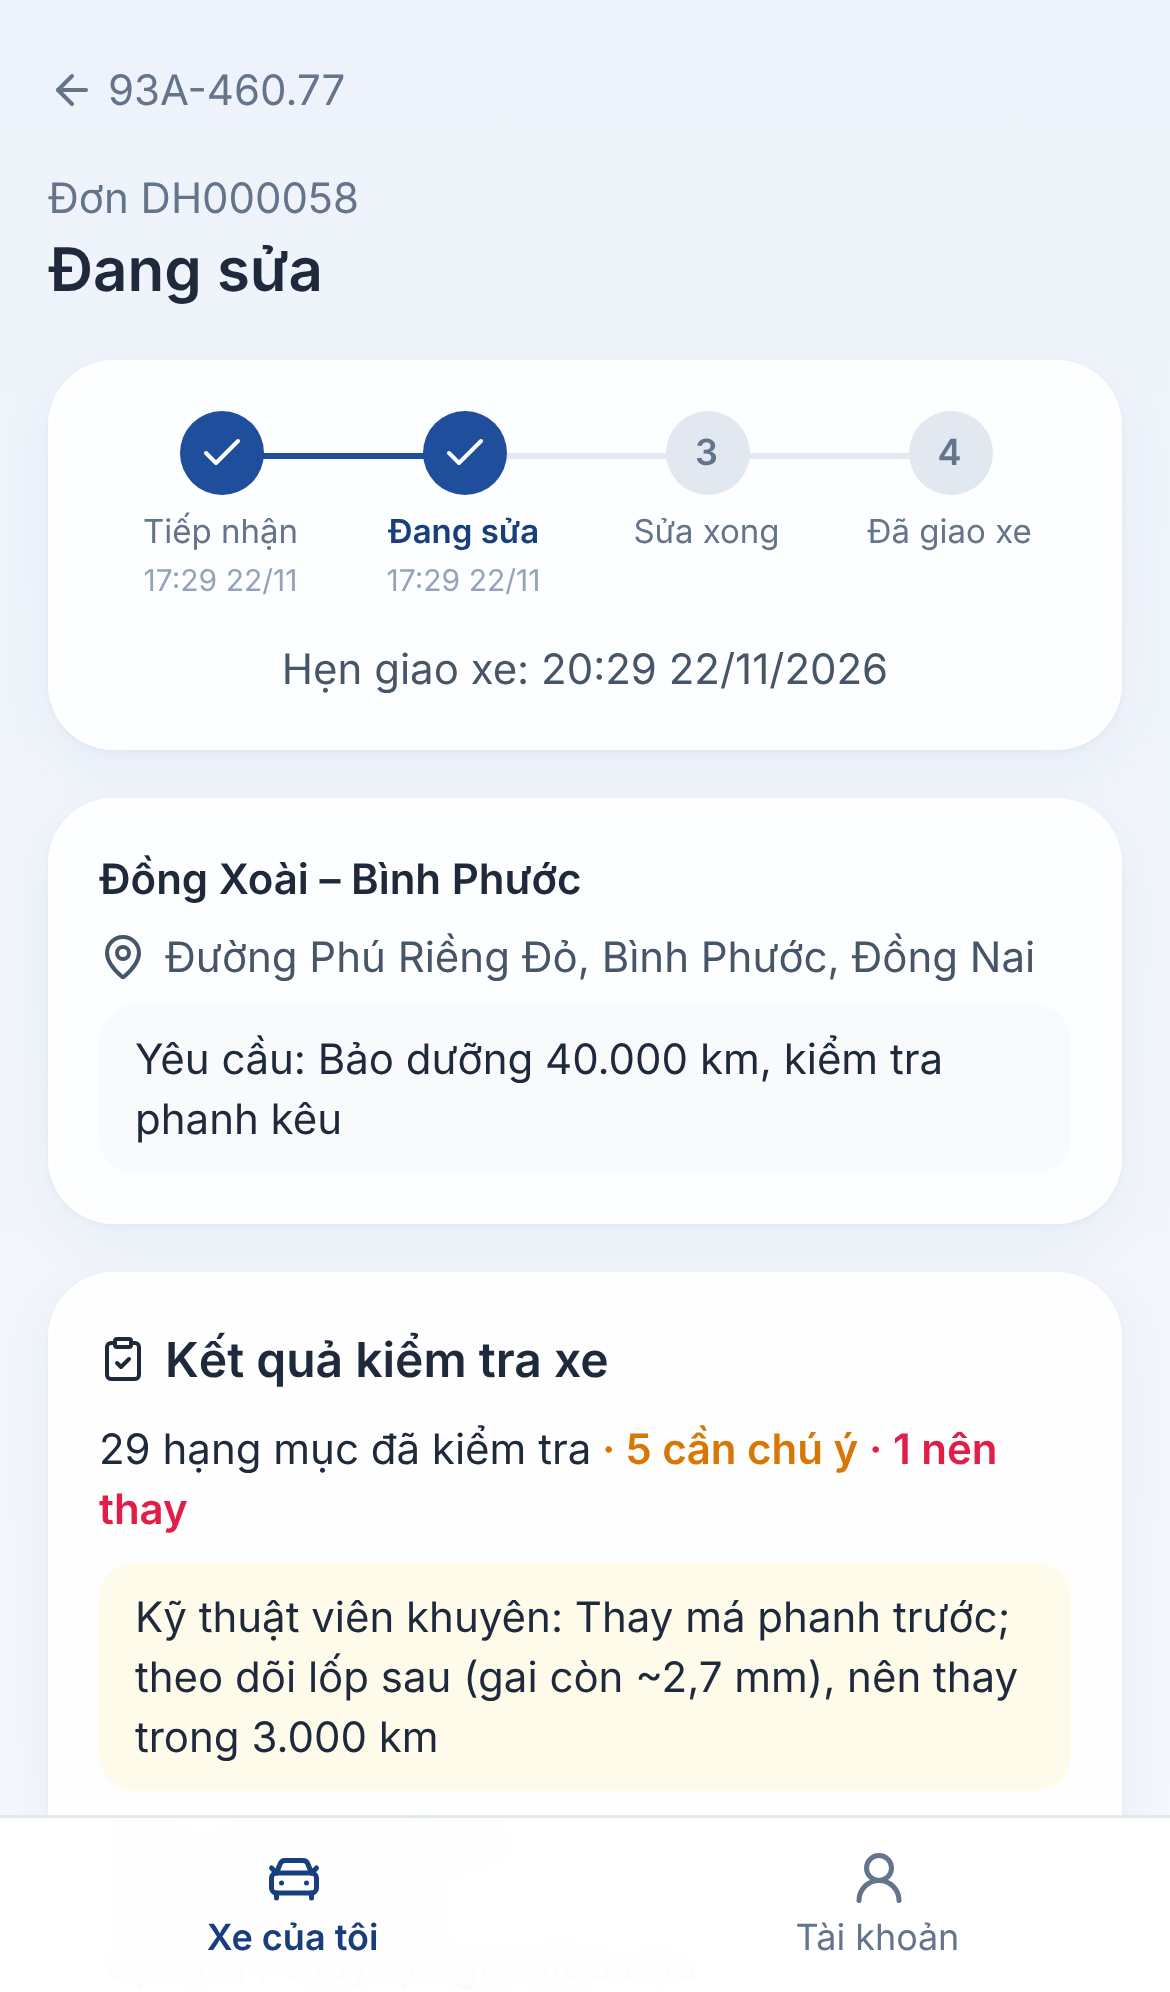 93A-460.77
Đơn DH000058
Đang sửa
3
4
Tiếp nhận
Đang sửa
Sửa xong
Đã giao xe
17:29 22/11
17:29 22/11
Hẹn giao xe: 20:29 22/11/2026
Đồng Xoài – Bình Phước
Đường Phú Riềng Đỏ, Bình Phước, Đồng Nai
Yêu cầu: Bảo dưỡng 40.000 km, kiểm tra
phanh kêu
Kết quả kiểm tra xe
29 hạng mục đã kiểm tra · 5 cần chú ý · 1 nên
thay
Kỹ thuật viên khuyên: Thay má phanh trước;
theo dõi lốp sau (gai còn ~2,7 mm), nên thay
trong 3.000 km
Xe của tôi
Tài khoản